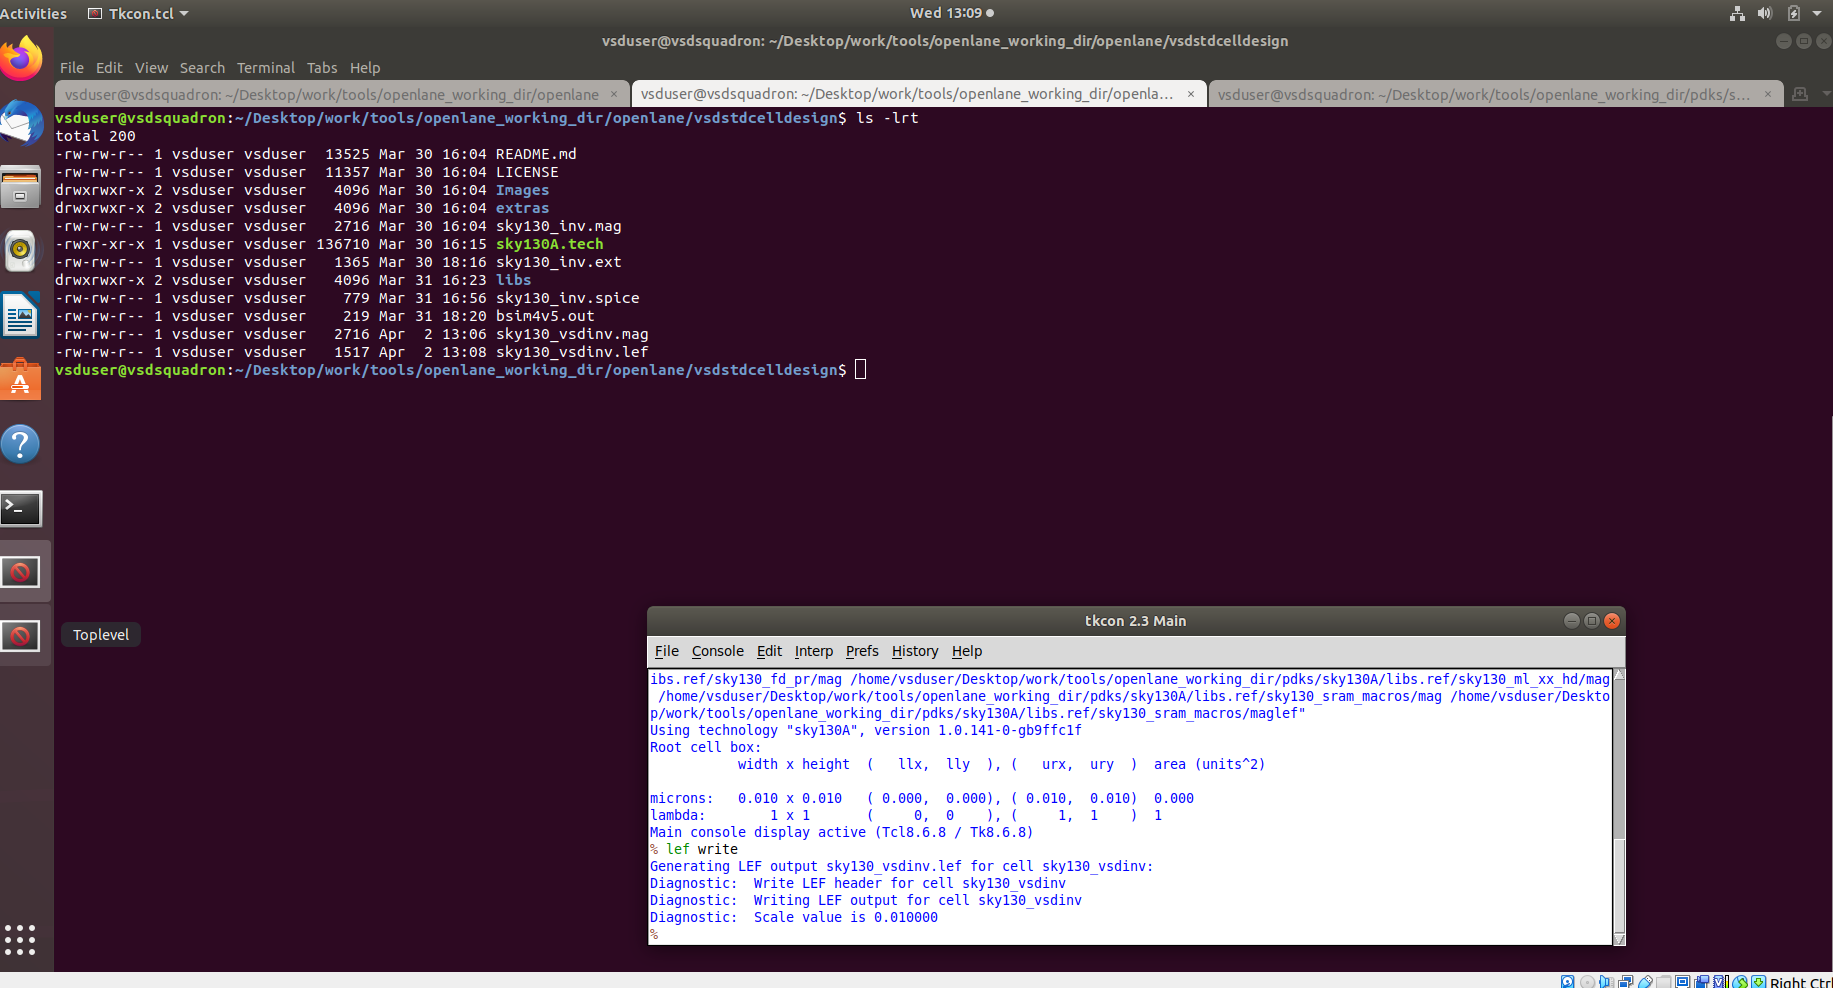 Activities Tkcon.tcl Wed 13:09
vsduser@vsdsquadron: ~/Desktop/work/tools/openlane_working_dir/openlane/vsdstdcelldesign
File Edit View Search Terminal Tabs Help
vsduser@vsdsquadron: ~/Desktop/work/tools/openlane_working_dir/openlane × vsduser@vsdsquadron: ~/Desktop/work/tools/openlane_working_dir/openla... × vsduser@vsdsquadron: ~/Desktop/work/tools/openlane_working_dir/pdks/s... ×
vsduser@vsdsquadron:~/Desktop/work/tools/openlane_working_dir/openlane/vsdstdcelldesign$ ls -lrt
total 200
-rw-rw-r-- 1 vsduser vsduser  13525 Mar 30 16:04 README.md
-rw-rw-r-- 1 vsduser vsduser  11357 Mar 30 16:04 LICENSE
drwxrwxr-x 2 vsduser vsduser   4096 Mar 30 16:04 Images
drwxrwxr-x 2 vsduser vsduser   4096 Mar 30 16:04 extras
-rw-rw-r-- 1 vsduser vsduser   2716 Mar 30 16:04 sky130_inv.mag
-rwxr-xr-x 1 vsduser vsduser 136710 Mar 30 16:15 sky130A.tech
-rw-rw-r-- 1 vsduser vsduser   1365 Mar 30 18:16 sky130_inv.ext
drwxrwxr-x 2 vsduser vsduser   4096 Mar 31 16:23 libs
-rw-rw-r-- 1 vsduser vsduser    779 Mar 31 16:56 sky130_inv.spice
-rw-rw-r-- 1 vsduser vsduser    219 Mar 31 18:20 bsim4v5.out
-rw-rw-r-- 1 vsduser vsduser   2716 Apr  2 13:06 sky130_vsdinv.mag
-rw-rw-r-- 1 vsduser vsduser   1517 Apr  2 13:08 sky130_vsdinv.lef
vsduser@vsdsquadron:~/Desktop/work/tools/openlane_working_dir/openlane/vsdstdcelldesign$
Toplevel
tkcon 2.3 Main
File Console Edit Interp Prefs History Help
ibs.ref/sky130_fd_pr/mag /home/vsduser/Desktop/work/tools/openlane_working_dir/pdks/sky130A/libs.ref/sky130_ml_xx_hd/mag
/home/vsduser/Desktop/work/tools/openlane_working_dir/pdks/sky130A/libs.ref/sky130_sram_macros/mag /home/vsduser/Deskto
p/work/tools/openlane_working_dir/pdks/sky130A/libs.ref/sky130_sram_macros/maglef"
Using technology "sky130A", version 1.0.141-0-gb9ffc1f
Root cell box:
width x height  (   llx,  lly  ), (   urx,  ury  )  area (units^2)
microns:   0.010 x 0.010   ( 0.000,  0.000), ( 0.010,  0.010)  0.000
lambda:       1 x 1       (     0,  0    ), (     1,  1    )  1
Main console display active (Tcl8.6.8 / Tk8.6.8)
% lef write
Generating LEF output sky130_vsdinv.lef for cell sky130_vsdinv:
Diagnostic:  Write LEF header for cell sky130_vsdinv
Diagnostic:  Writing LEF output for cell sky130_vsdinv
Diagnostic:  Scale value is 0.010000
%
Right Ctrl